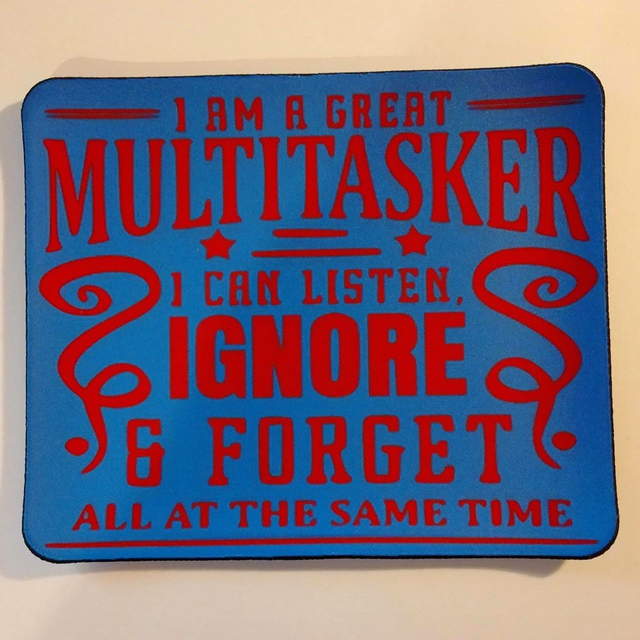 I AM A GREAT
MULTITASKER
I CAN LISTEN,
IGNORE
& FORGET
ALL AT THE SAME TIME